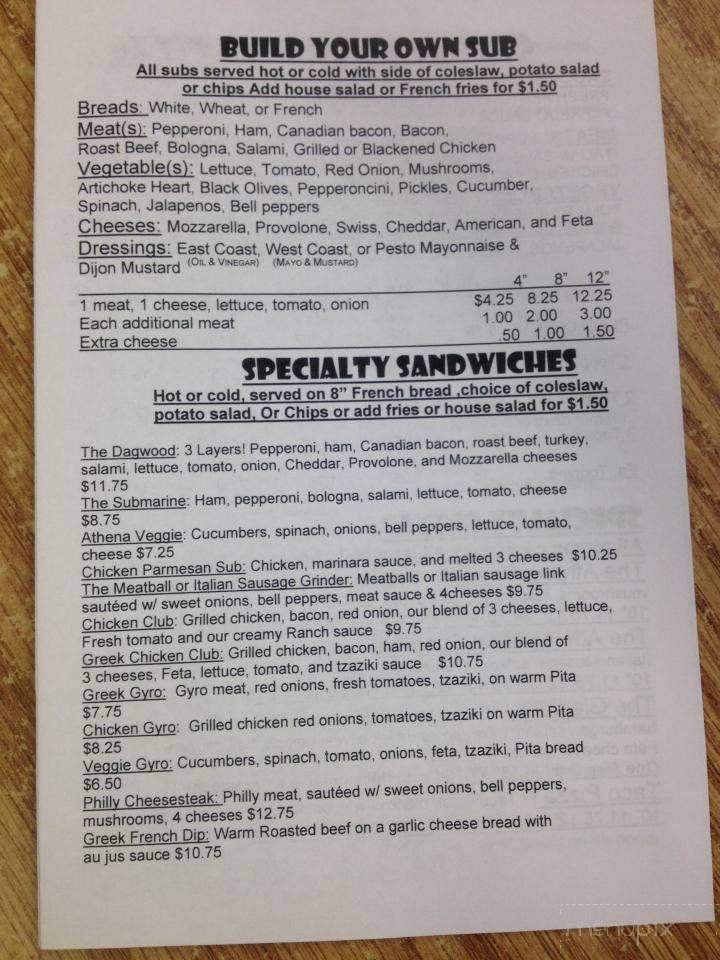 BUILD YOUR OWN SUB
All subs served hot or cold with side of coleslaw, potato salad
or chips Add house salad or French fries for $1.50
Breads: White, Wheat, or French
Meat(s): Pepperoni, Ham, Canadian bacon, Bacon,
Roast Beef, Bologna, Salami, Grilled or Blackened Chicken
Vegetable(s): Lettuce, Tomato, Red Onion, Mushrooms,
Artichoke Heart, Black Olives, Pepperoncini, Pickles, Cucumber,
Spinach, Jalapenos, Bell peppers
Cheeses: Mozzarella, Provolone, Swiss, Cheddar, American, and Feta
Dressings: East Coast, West Coast, or Pesto Mayonnaise &
Dijon Mustard (OIL & VINEGAR) (MAYO & MUSTARD)
4" 8" 12"
1 meat, 1 cheese, lettuce, tomato, onion $4.25 8.25 12.25
Each additional meat 1.00 2.00 3.00
Extra cheese .50 1.00 1.50
SPECIALTY SANDWICHES
Hot or cold, served on 8" French bread ,choice of coleslaw,
potato salad, Or Chips or add fries or house salad for $1.50
The Dagwood: 3 Layers! Pepperoni, ham, Canadian bacon, roast beef, turkey,
salami, lettuce, tomato, onion, Cheddar, Provolone, and Mozzarella cheeses
$11.75
The Submarine: Ham, pepperoni, bologna, salami, lettuce, tomato, cheese
$8.75
Athena Veggie: Cucumbers, spinach, onions, bell peppers, lettuce, tomato,
cheese $7.25
Chicken Parmesan Sub: Chicken, marinara sauce, and melted 3 cheeses $10.25
The Meatball or Italian Sausage Grinder: Meatballs or Italian sausage link
sautéed w/ sweet onions, bell peppers, meat sauce & 4cheeses $9.75
Chicken Club: Grilled chicken, bacon, red onion, our blend of 3 cheeses, lettuce,
Fresh tomato and our creamy Ranch sauce $9.75
Greek Chicken Club: Grilled chicken, bacon, ham, red onion, our blend of
3 cheeses, Feta, lettuce, tomato, and tzaziki sauce $10.75
Greek Gyro: Gyro meat, red onions, fresh tomatoes, tzaziki, on warm Pita
$7.75
Chicken Gyro: Grilled chicken red onions, tomatoes, tzaziki on warm Pita
$8.25
Veggie Gyro: Cucumbers, spinach, tomato, onions, feta, tzaziki, Pita bread
$6.50
Philly Cheesesteak: Philly meat, sautéed w/ sweet onions, bell peppers,
mushrooms, 4 cheeses $12.75
Greek French Dip: Warm Roasted beef on a garlic cheese bread with
au jus sauce $10.75
menupix